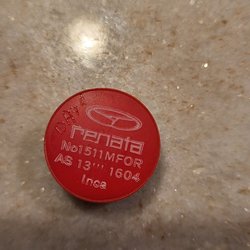 renata
No1511MFOR
AS 13''' 1604
Inca